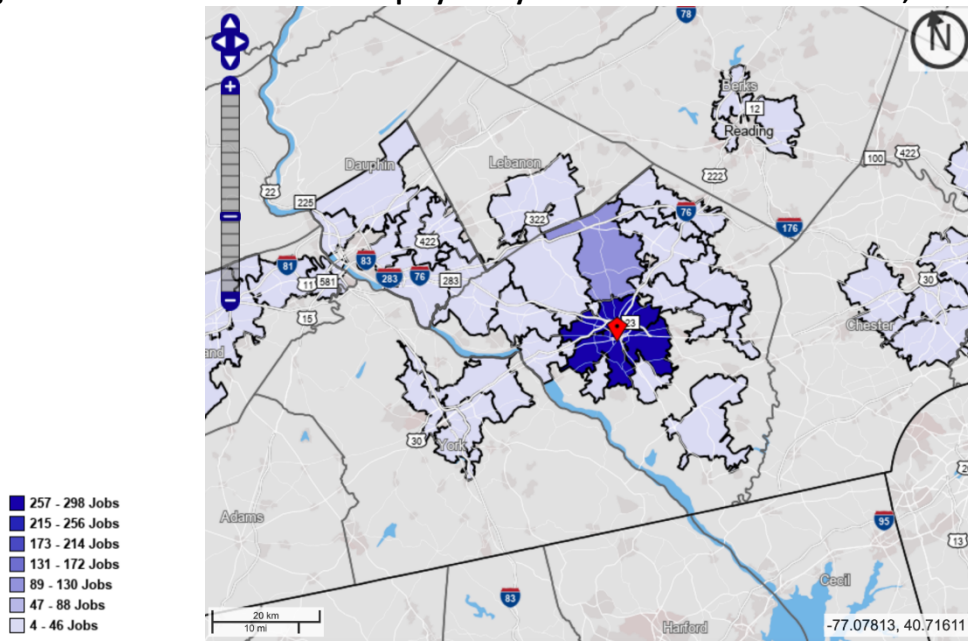 78
N
Berks
12
Reading
Dauphin
Lebanon
100
422
222
22
225
322
76
176
422
81
83
283
76
283
11
581
30
15
23
Chester
and
30
York
Adams
95
13
83
Cecil
Harford
257 - 298 Jobs
215 - 256 Jobs
173 - 214 Jobs
131 - 172 Jobs
89 - 130 Jobs
47 - 88 Jobs
4 - 46 Jobs
20 km
10 mi
-77.07813, 40.71611